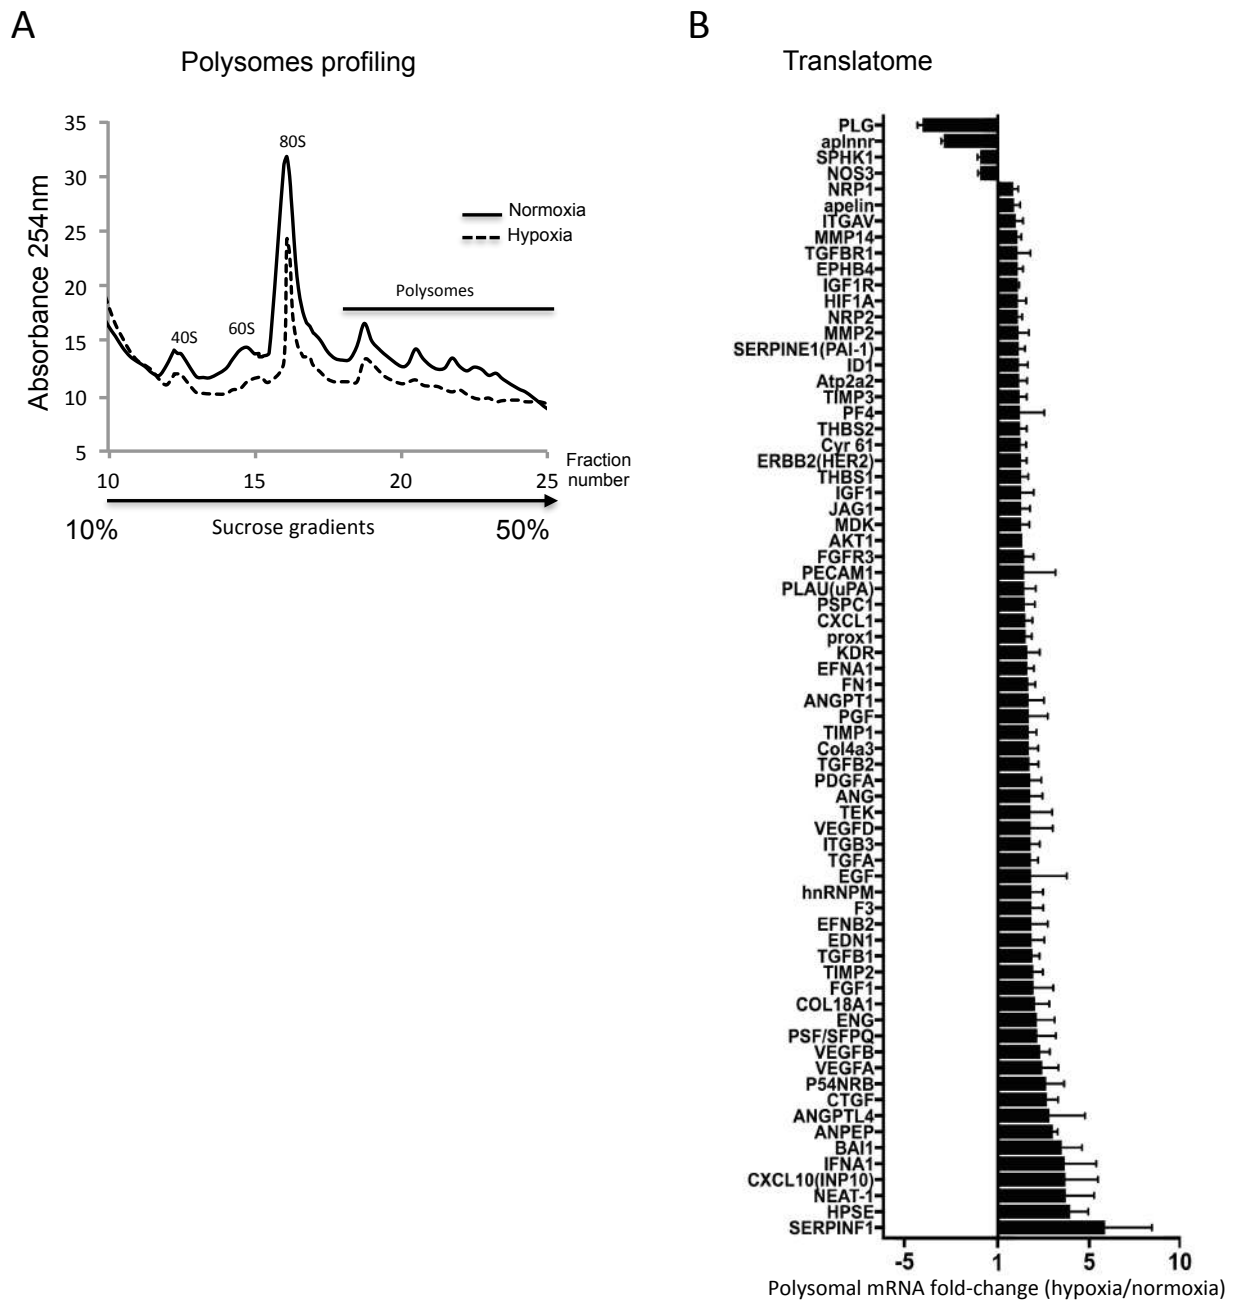 A
Polysomes profiling
35
30
25
20
15
10
5
Absorbance 254nm
80S
40S
60S
Normoxia
Hypoxia
Polysomes
10
15
20
25
Fraction
number
10%
Sucrose gradients
50%
B
Translatome
PLG
aplnnr
SPHK1
NOS3
NRP1
apelin
ITGAV
MMP14
TGFBR1
EPHB4
IGF1R
HIF1A
NRP2
MMP2
SERPINE1(PAI-1)
ID1
Atp2a2
TIMP3
PF4
THBS2
Cyr 61
ERBB2(HER2)
THBS1
IGF1
JAG1
MDK
AKT1
FGFR3
PECAM1
PLAU(uPA)
PSPC1
CXCL1
prox1
KDR
EFNA1
FN1
ANGPT1
PGF
TIMP1
Col4a3
TGFB2
PDGFA
ANG
TEK
VEGFD
ITGB3
TGFA
EGF
hnRNPM
F3
EFNB2
EDN1
TGFB1
TIMP2
FGF1
COL18A1
ENG
PSF/SFPQ
VEGFB
VEGFA
P54NRB
CTGF
ANGPTL4
ANPEP
BAI1
IFNA1
CXCL10(INP10)
NEAT-1
HPSE
SERPINF1
-5
1
5
10
Polysomal mRNA fold-change (hypoxia/normoxia)